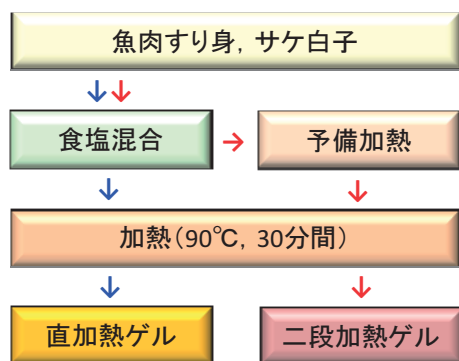 魚肉すり身，サケ白子
食塩混合
予備加熱
加熱（90℃，30分間）
直加熱ゲル
二段加熱ゲル